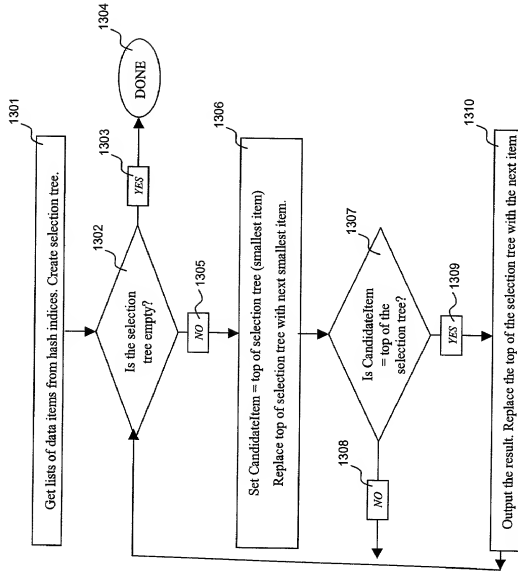 1301
Get lists of data items from hash indices. Create selection tree.
1302
Is the selection
tree empty?
1303
YES
1304
DONE
1305
NO
1306
Set CandidateItem = top of selection tree (smallest item)
Replace top of selection tree with next smallest item.
1307
Is CandidateItem
= top of the
selection tree?
1308
NO
1309
YES
1310
Output the result. Replace the top of the selection tree with the next item